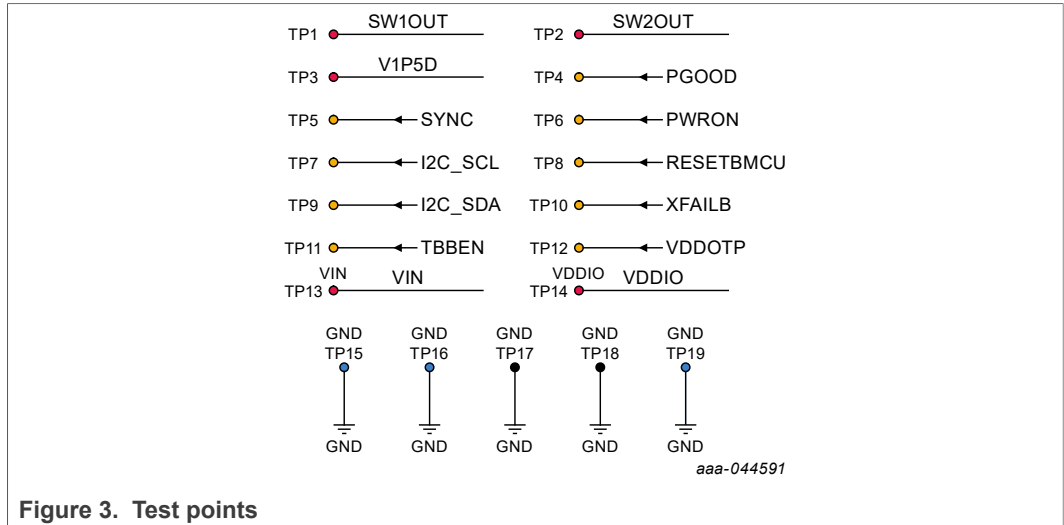 SW1OUT SW2OUT
TP1 TP2
V1P5D
TP3 TP4 PGOOD
TP5 SYNC TP6 PWRON
TP7 I2C_SCL TP8 RESETBMCU
TP9 I2C_SDA TP10 XFAILB
TP11 TBBEN TP12 VDDOTP
VIN VIN VDDIO VDDIO
TP13 TP14
GND GND GND GND GND
TP15 TP16 TP17 TP18 TP19
GND GND GND GND GND
aaa-044591
Figure 3. Test points